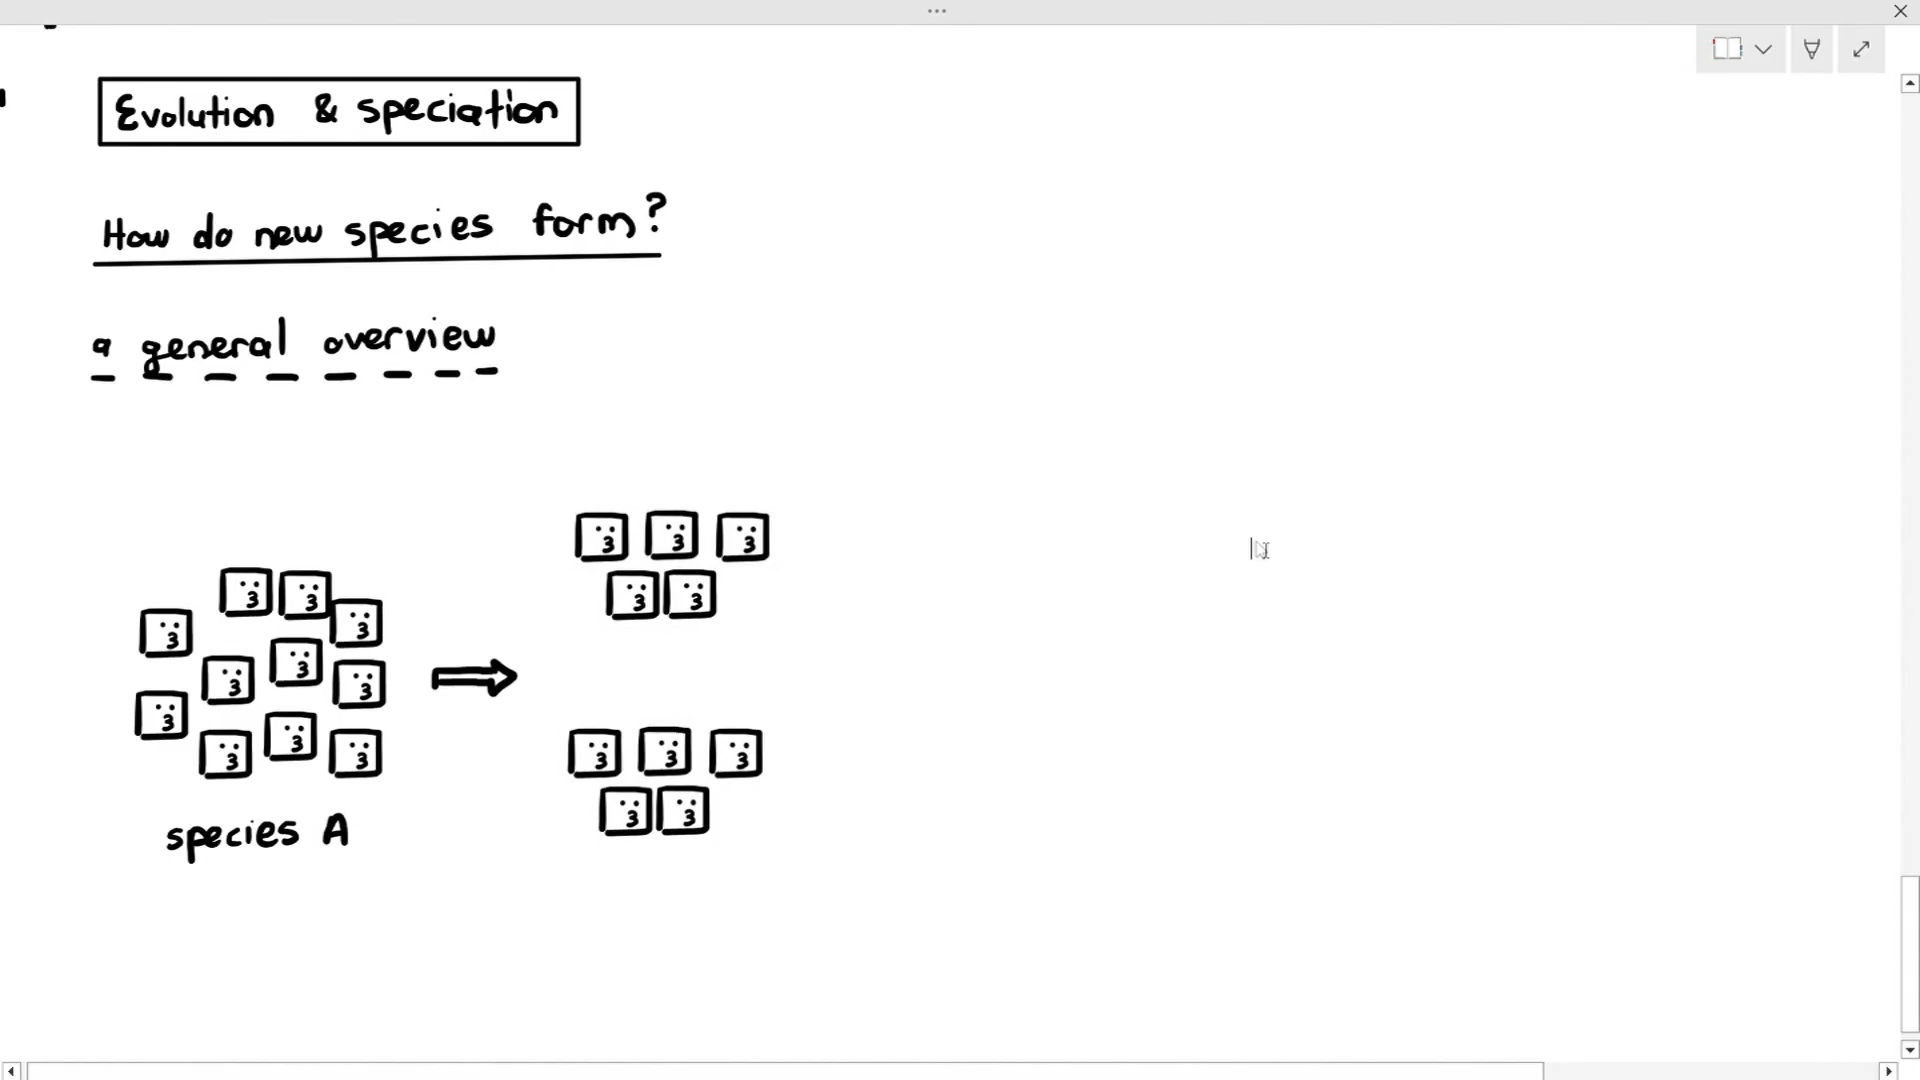 Evolution & speciation
How do new species form?
a general overview
species A